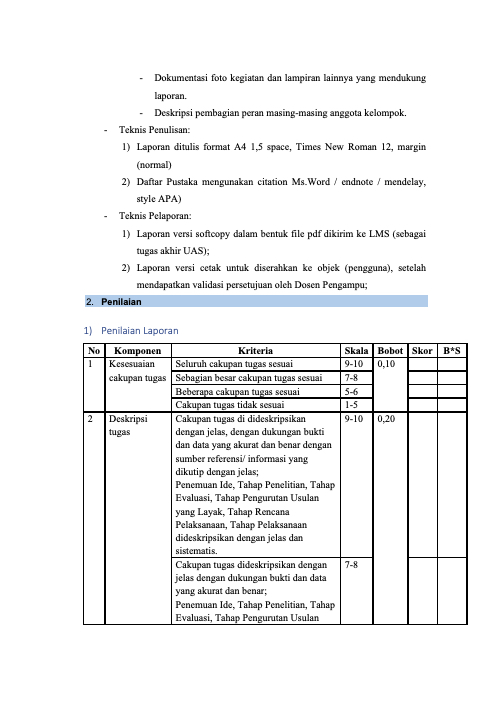 - Dokumentasi foto kegiatan dan lampiran lainnya yang mendukung
laporan.
- Deskripsi pembagian peran masing-masing anggota kelompok.
- Teknis Penulisan:
1) Laporan ditulis format A4 1,5 space, Times New Roman 12, margin
(normal)
2) Daftar Pustaka mengunakan citation Ms.Word / endnote / mendelay,
style APA)
- Teknis Pelaporan:
1) Laporan versi softcopy dalam bentuk file pdf dikirim ke LMS (sebagai
tugas akhir UAS);
2) Laporan versi cetak untuk diserahkan ke objek (pengguna), setelah
mendapatkan validasi persetujuan oleh Dosen Pengampu;
2. Penilaian
1) Penilaian Laporan
No Komponen Kriteria Skala Bobot Skor B*S
1 Kesesuaian Seluruh cakupan tugas sesuai 9-10 0,10
cakupan tugas Sebagian besar cakupan tugas sesuai 7-8
Beberapa cakupan tugas sesuai 5-6
Cakupan tugas tidak sesuai 1-5
2 Deskripsi Cakupan tugas di dideskripsikan 9-10 0,20
tugas dengan jelas, dengan dukungan bukti
dan data yang akurat dan benar dengan
sumber referensi/ informasi yang
dikutip dengan jelas;
Penemuan Ide, Tahap Penelitian, Tahap
Evaluasi, Tahap Pengurutan Usulan
yang Layak, Tahap Rencana
Pelaksanaan, Tahap Pelaksanaan
dideskripsikan dengan jelas dan
sistematis.
Cakupan tugas dideskripsikan dengan 7-8
jelas dengan dukungan bukti dan data
yang akurat dan benar;
Penemuan Ide, Tahap Penelitian, Tahap
Evaluasi, Tahap Pengurutan Usulan